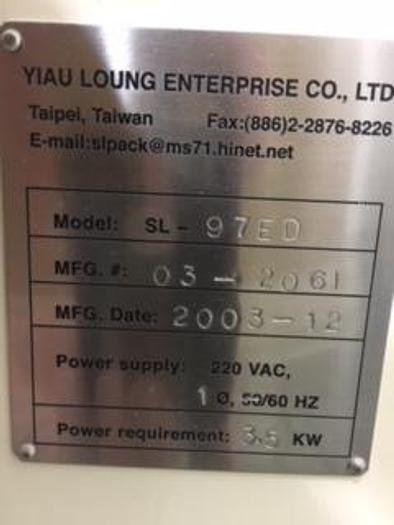 YIAU LOUNG ENTERPRISE CO., LTD
Taipei, Taiwan Fax:(886)2-2876-8226
E-mail:slpack@ms71.hinet.net
Model: SL-97ED
MFG. #: 03-2061
MFG. Date: 2003-12
Power supply: 220 VAC,
1 Ø, 50/60 HZ
Power requirement: 3.5 KW